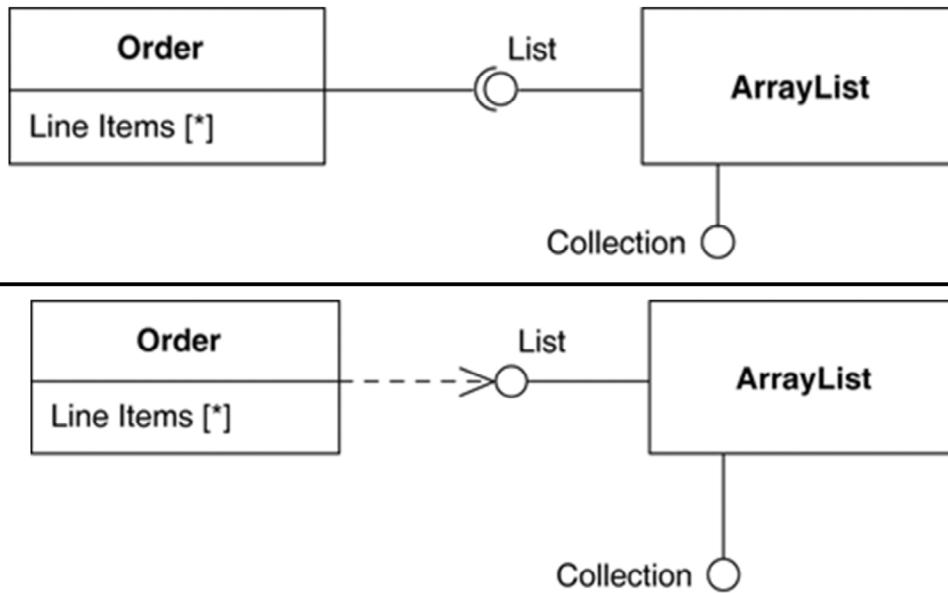 List
Order
ArrayList
Line Items [*]
Collection
List
Order
ArrayList
Line Items [*]
Collection